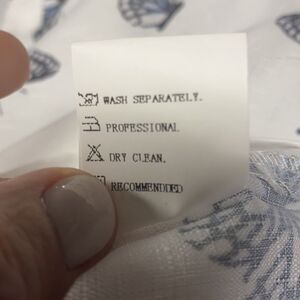 WASH SEPARATELY.
PROFESSIONAL
DRY CLEAN.
RECOMMENDED